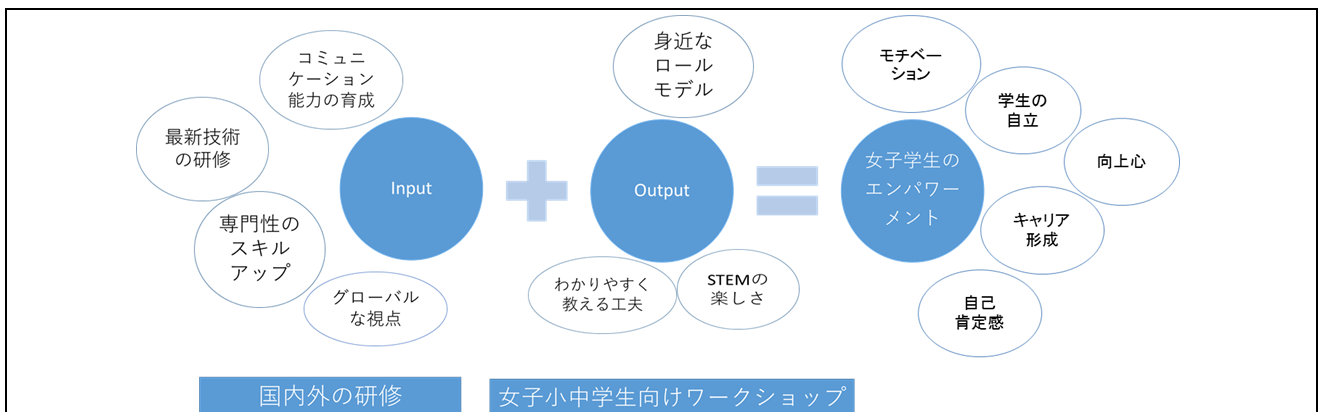 コミュニ
ケーション
能力の育成
最新技術
の研修
専門性の
スキル
アップ
グローバル
な視点
Input
国内外の研修
身近な
ロール
モデル
Output
わかりやすく
教える工夫
STEMの
楽しさ
女子小中学生向けワークショップ
女子学生の
エンパワー
メント
モチベー
ション
学生の
自立
向上心
キャリア
形成
自己
肯定感